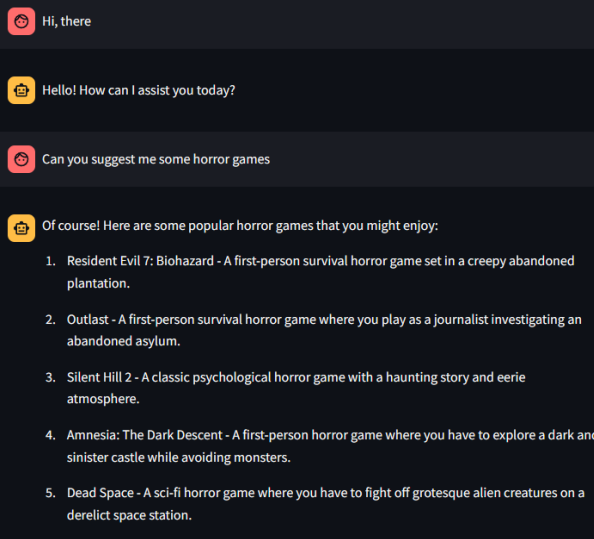 Hi, there
Hello! How can I assist you today?
Can you suggest me some horror games
Of course! Here are some popular horror games that you might enjoy:
1. Resident Evil 7: Biohazard - A first-person survival horror game set in a creepy abandoned
plantation.
2. Outlast - A first-person survival horror game where you play as a journalist investigating an
abandoned asylum.
3. Silent Hill 2 - A classic psychological horror game with a haunting story and eerie
atmosphere.
4. Amnesia: The Dark Descent - A first-person horror game where you have to explore a dark and
sinister castle while avoiding monsters.
5. Dead Space - A sci-fi horror game where you have to fight off grotesque alien creatures on a
derelict space station.